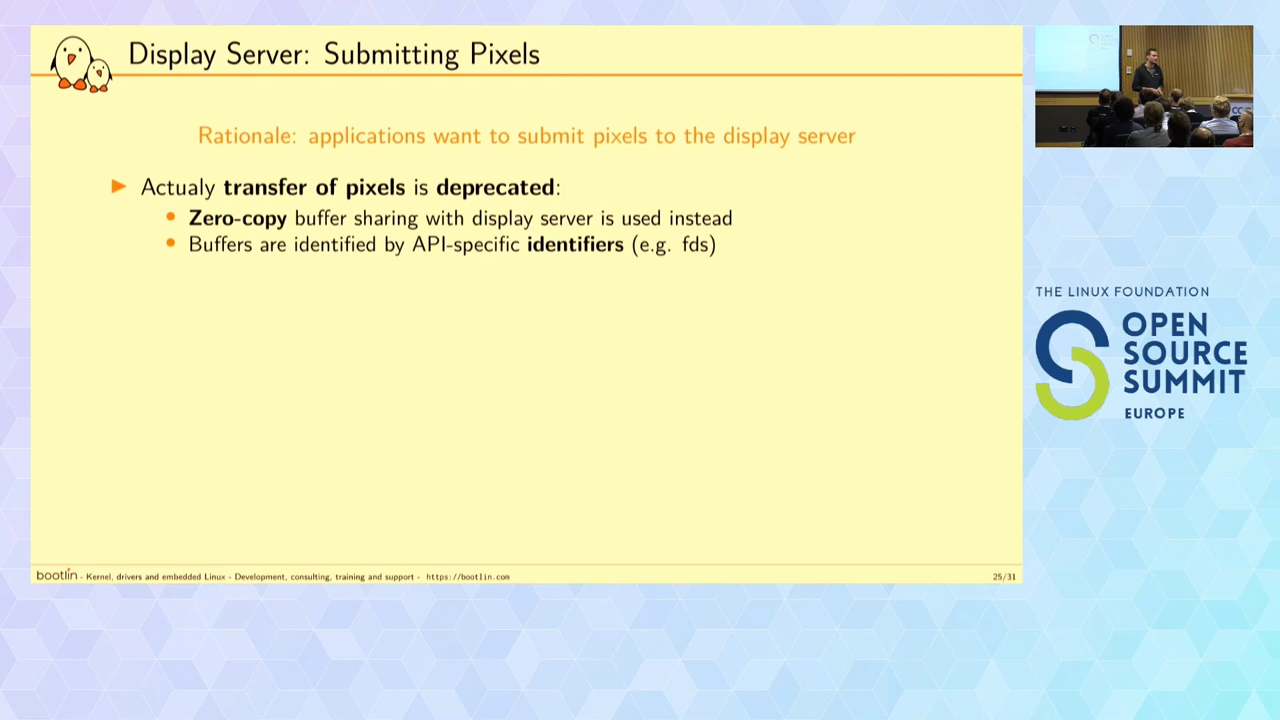 Display Server: Submitting Pixels
Rationale: applications want to submit pixels to the display server
Actualy transfer of pixels is deprecated:
Zero-copy buffer sharing with display server is used instead
Buffers are identified by API-specific identifiers (e.g. fds)
bootlin - Kernel, drivers and embedded Linux - Development, consulting, training and support - https://bootlin.com
25/31
THE LINUX FOUNDATION
OPEN
SOURCE
SUMMIT
EUROPE